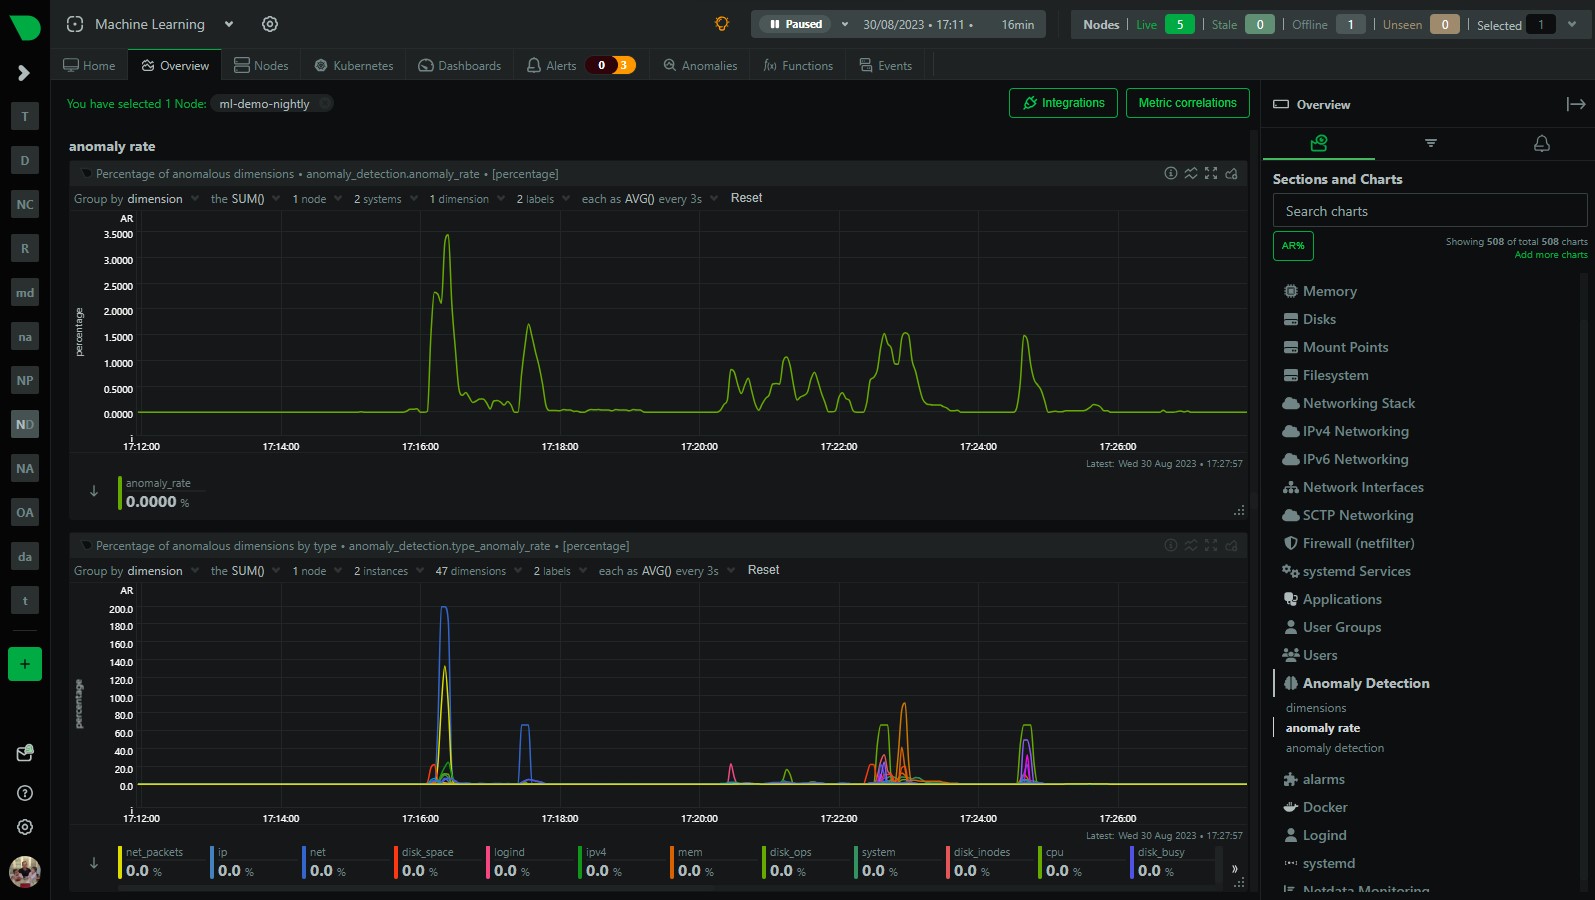 Machine Learning
Paused
30/08/2023 • 17:11 •
16min
Nodes
Live 5
Stale 0
Offline 1
Unseen 0
Selected 1
Home
Overview
Nodes
Kubernetes
Dashboards
Alerts 0 3
Anomalies
f(x) Functions
Events
T
D
NC
R
md
na
NP
ND
NA
OA
da
t
+
You have selected 1 Node: ml-demo-nightly
Integrations
Metric correlations
anomaly rate
Percentage of anomalous dimensions • anomaly_detection.anomaly_rate • [percentage]
Group by dimension the SUM() 1 node 2 systems 1 dimension 2 labels each as AVG() every 3s Reset
AR
3.5000
3.0000
2.5000
2.0000
1.5000
1.0000
0.5000
0.0000
percentage
i
17:12:00 17:14:00 17:16:00 17:18:00 17:20:00 17:22:00 17:24:00 17:26:00
Latest: Wed 30 Aug 2023 • 17:27:57
anomaly_rate
0.0000 %
Percentage of anomalous dimensions by type • anomaly_detection.type_anomaly_rate • [percentage]
Group by dimension the SUM() 1 node 2 instances 47 dimensions 2 labels each as AVG() every 3s Reset
AR
200.0
180.0
160.0
140.0
120.0
100.0
80.0
60.0
40.0
20.0
0.0
percentage
i
17:12:00 17:14:00 17:16:00 17:18:00 17:20:00 17:22:00 17:24:00 17:26:00
Latest: Wed 30 Aug 2023 • 17:27:57
net_packets ip net disk_space logind ipv4 mem disk_ops system disk_inodes cpu disk_busy
0.0 % 0.0 % 0.0 % 0.0 % 0.0 % 0.0 % 0.0 % 0.0 % 0.0 % 0.0 % 0.0 % 0.0 %
»
Overview
Sections and Charts
Search charts
AR%
Showing 508 of total 508 charts
Add more charts
Memory
Disks
Mount Points
Filesystem
Networking Stack
IPv4 Networking
IPv6 Networking
Network Interfaces
SCTP Networking
Firewall (netfilter)
systemd Services
Applications
User Groups
Users
Anomaly Detection
dimensions
anomaly rate
anomaly detection
alarms
Docker
Logind
systemd
Netdata Monitoring